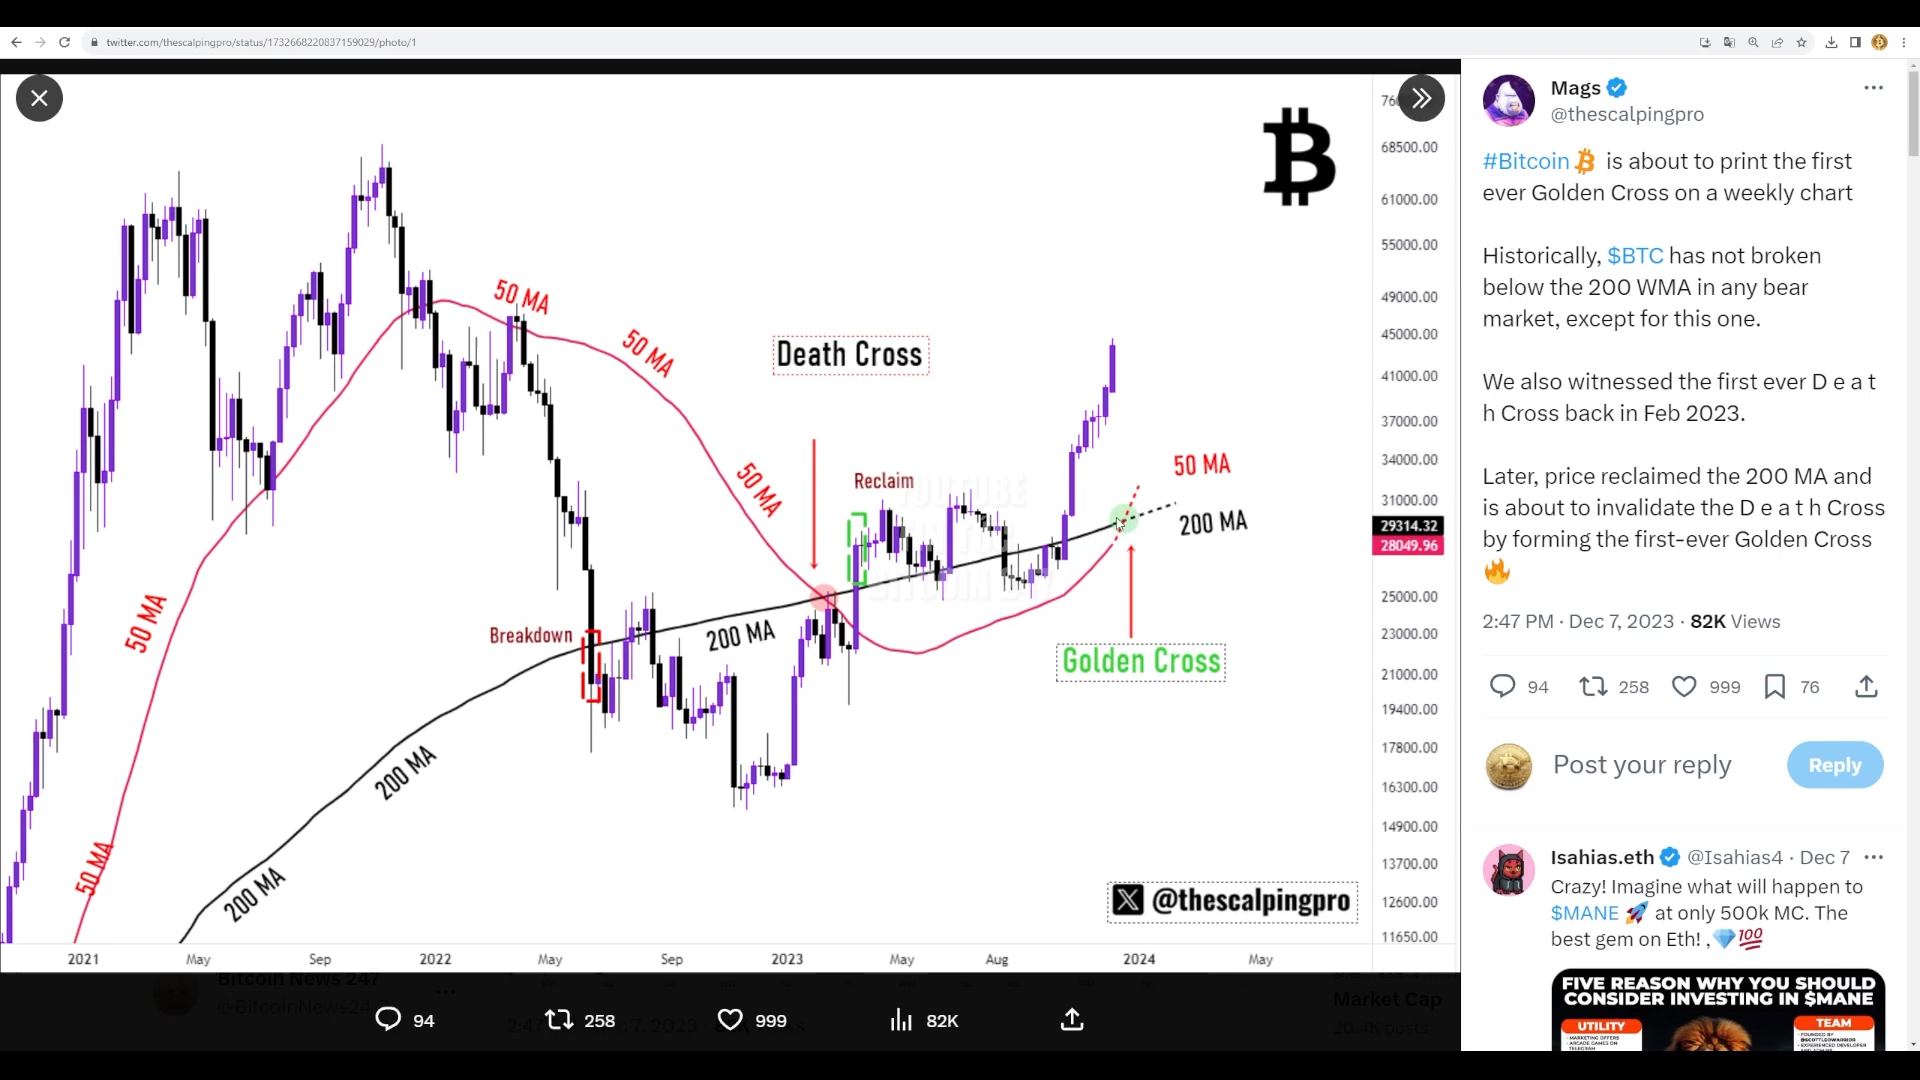 twitter.com/thescalpingpro/status/1732668220837159029/photo/1
68500.00
61000.00
55000.00
49000.00
45000.00
41000.00
37000.00
34000.00
31000.00
29314.32
28049.96
25000.00
23000.00
21000.00
19400.00
17800.00
16300.00
14900.00
13700.00
12600.00
11650.00
50 MA
50 MA
50 MA
Death Cross
Reclaim
50 MA
200 MA
YOUTUBE
BITCOIN
50 MA
Breakdown
200 MA
Golden Cross
200 MA
50 MA
200 MA
X @thescalpingpro
2021 May Sep 2022 May Sep 2023 May Aug 2024 May
Bitcoin News 247
@BitcoinNews24
Market Cap
94 258 999 82K
Mags
@thescalpingpro
#Bitcoin is about to print the first
ever Golden Cross on a weekly chart
Historically, $BTC has not broken
below the 200 WMA in any bear
market, except for this one.
We also witnessed the first ever D e a t
h Cross back in Feb 2023.
Later, price reclaimed the 200 MA and
is about to invalidate the D e a t h Cross
by forming the first-ever Golden Cross
🔥
2:47 PM · Dec 7, 2023 · 82K Views
94 258 999 76
Post your reply
Reply
Isahias.eth @Isahias4 · Dec 7
Crazy! Imagine what will happen to
$MANE 🚀 at only 500k MC. The
best gem on Eth! ,💎💯
FIVE REASON WHY YOU SHOULD
CONSIDER INVESTING IN $MANE
UTILITY
TEAM